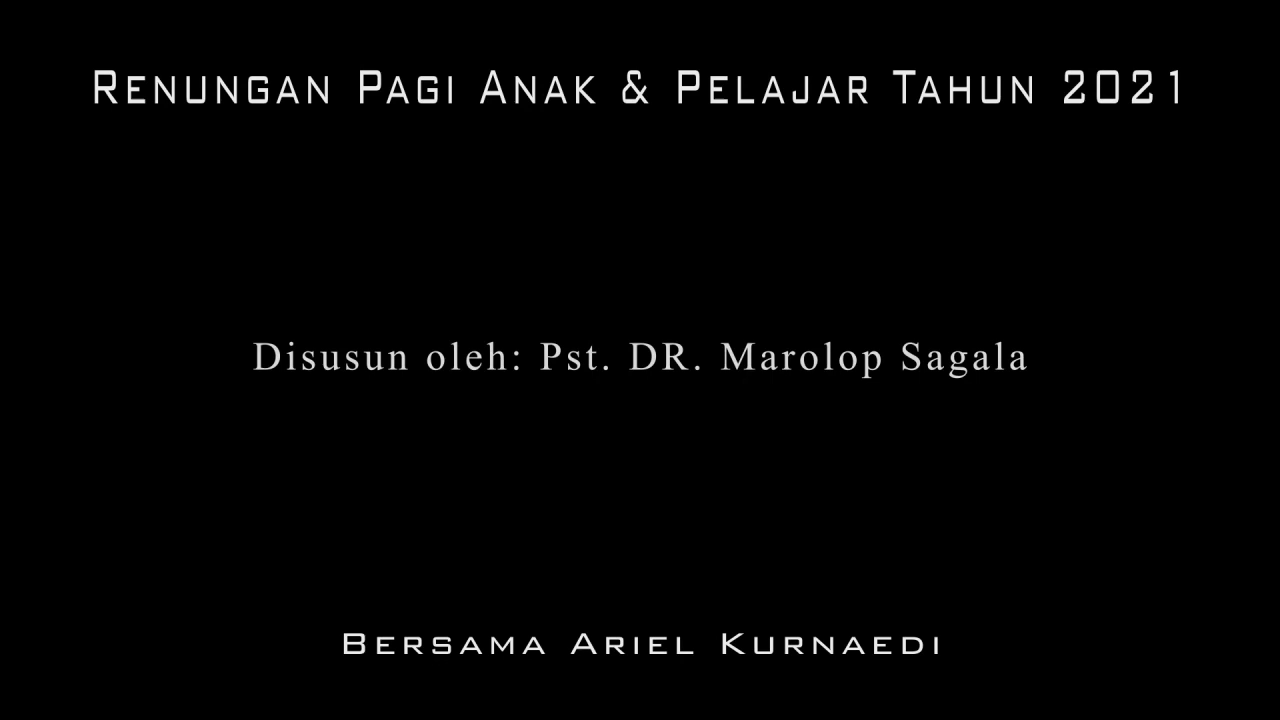 Renungan Pagi Anak & Pelajar Tahun 2021
Disusun oleh: Pst. DR. Marolop Sagala
Bersama Ariel Kurnaedi